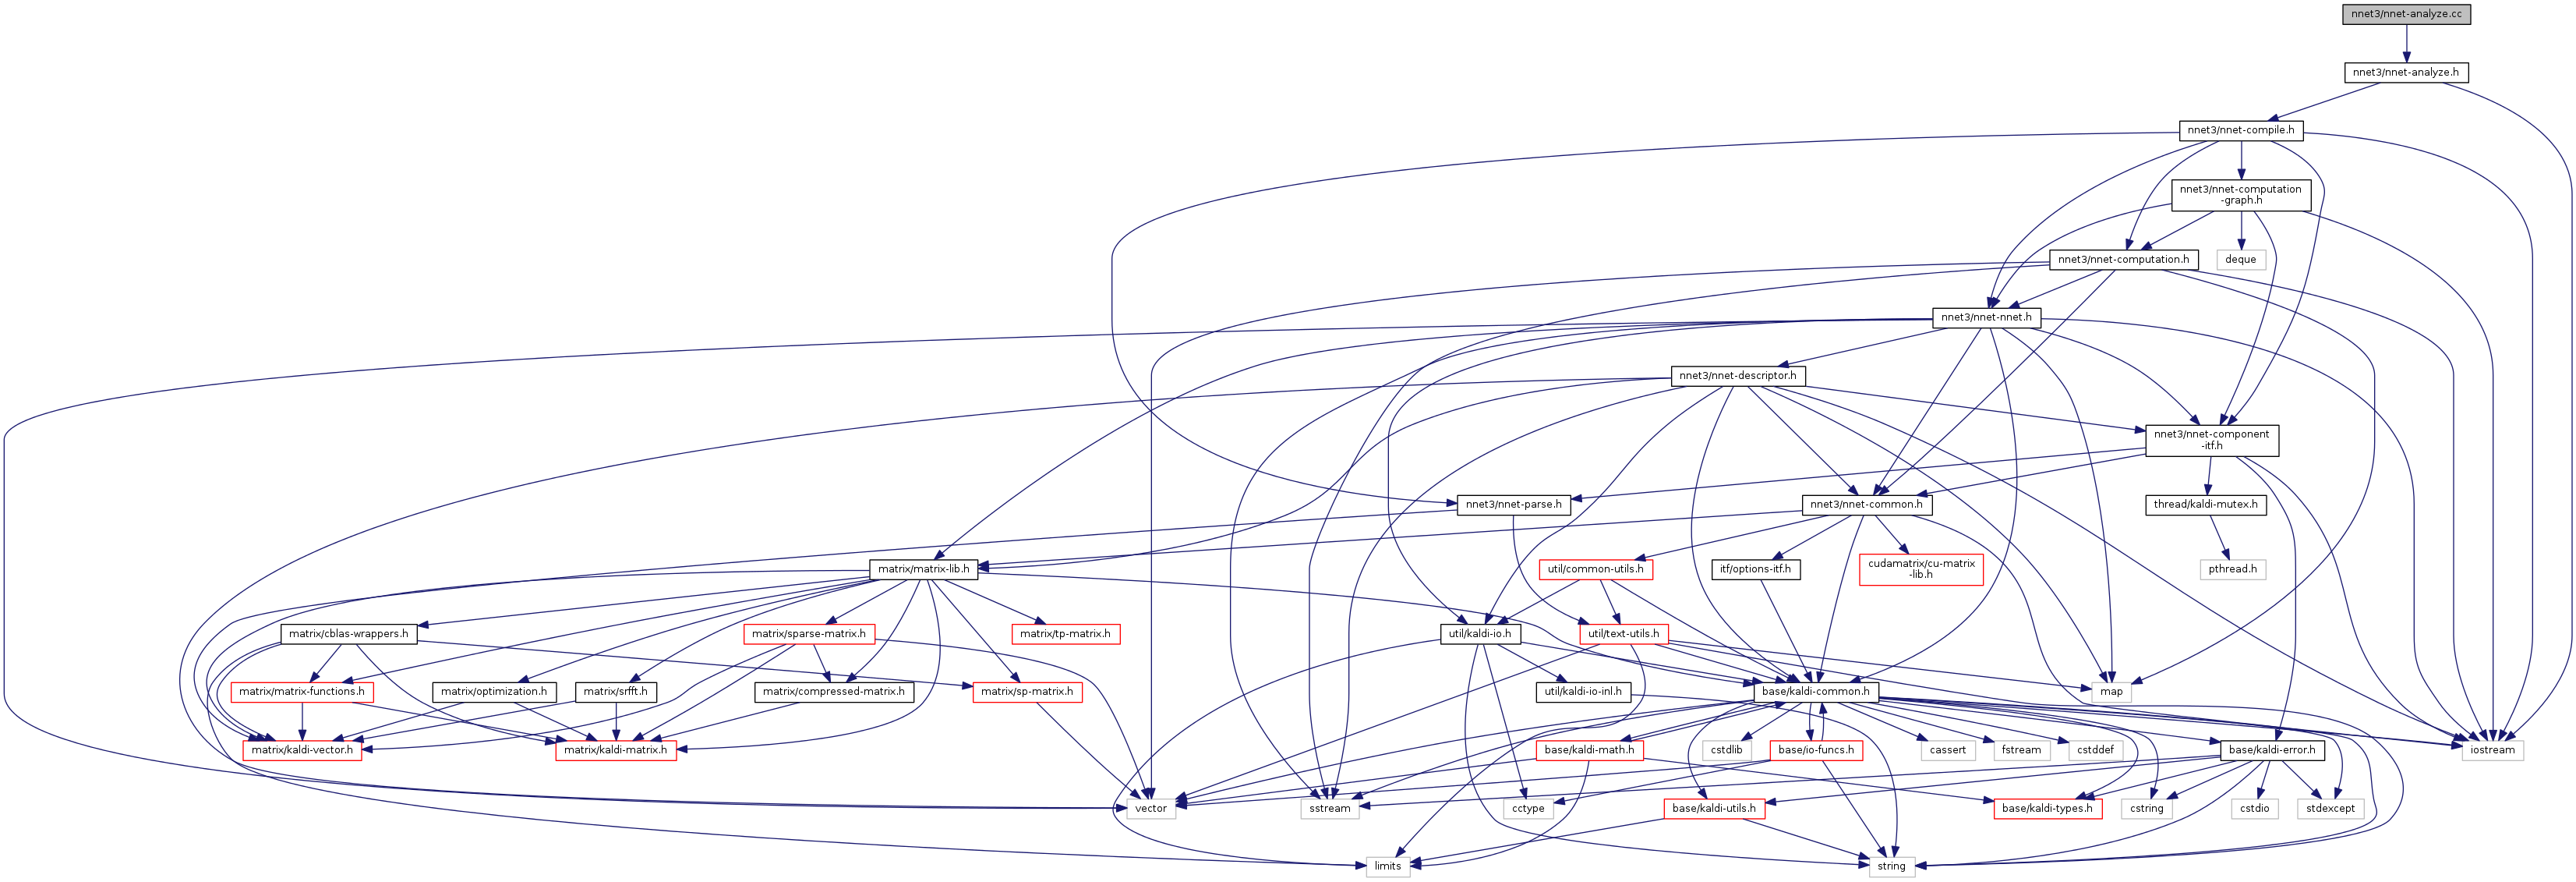 nnet3/nnet-analyze.cc
nnet3/nnet-analyze.h
nnet3/nnet-compile.h
nnet3/nnet-computation
-graph.h
nnet3/nnet-computation.h
deque
nnet3/nnet-nnet.h
nnet3/nnet-descriptor.h
nnet3/nnet-component
-itf.h
nnet3/nnet-parse.h
nnet3/nnet-common.h
thread/kaldi-mutex.h
matrix/matrix-lib.h
util/common-utils.h
itf/options-itf.h
cudamatrix/cu-matrix
-lib.h
pthread.h
matrix/cblas-wrappers.h
matrix/sparse-matrix.h
matrix/tp-matrix.h
util/kaldi-io.h
util/text-utils.h
matrix/matrix-functions.h
matrix/optimization.h
matrix/srfft.h
matrix/compressed-matrix.h
matrix/sp-matrix.h
util/kaldi-io-inl.h
base/kaldi-common.h
map
matrix/kaldi-vector.h
matrix/kaldi-matrix.h
cstdlib
base/kaldi-math.h
base/io-funcs.h
cassert
fstream
cstddef
base/kaldi-error.h
iostream
vector
sstream
cctype
base/kaldi-utils.h
base/kaldi-types.h
cstring
cstdio
stdexcept
limits
string